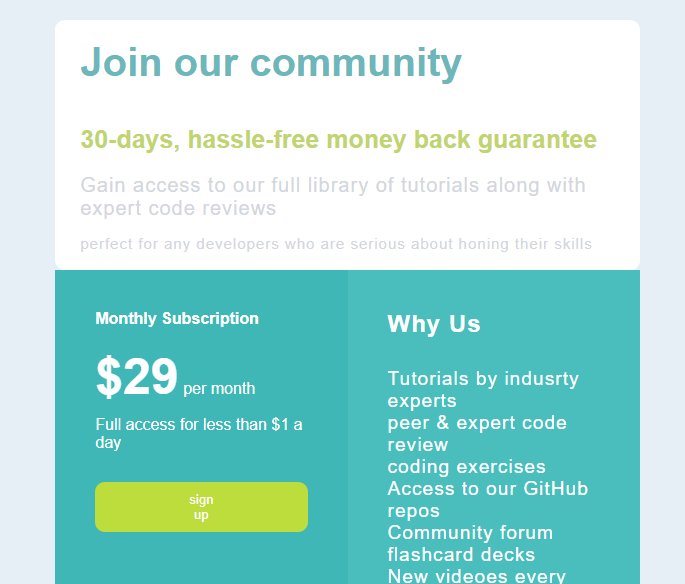 Join our community
30-days, hassle-free money back guarantee
Gain access to our full library of tutorials along with
expert code reviews
perfect for any developers who are serious about honing their skills
Monthly Subscription
$29 per month
Full access for less than $1 a
day
sign
up
Why Us
Tutorials by indusrty
experts
peer & expert code
review
coding exercises
Access to our GitHub
repos
Community forum
flashcard decks
New videoes every